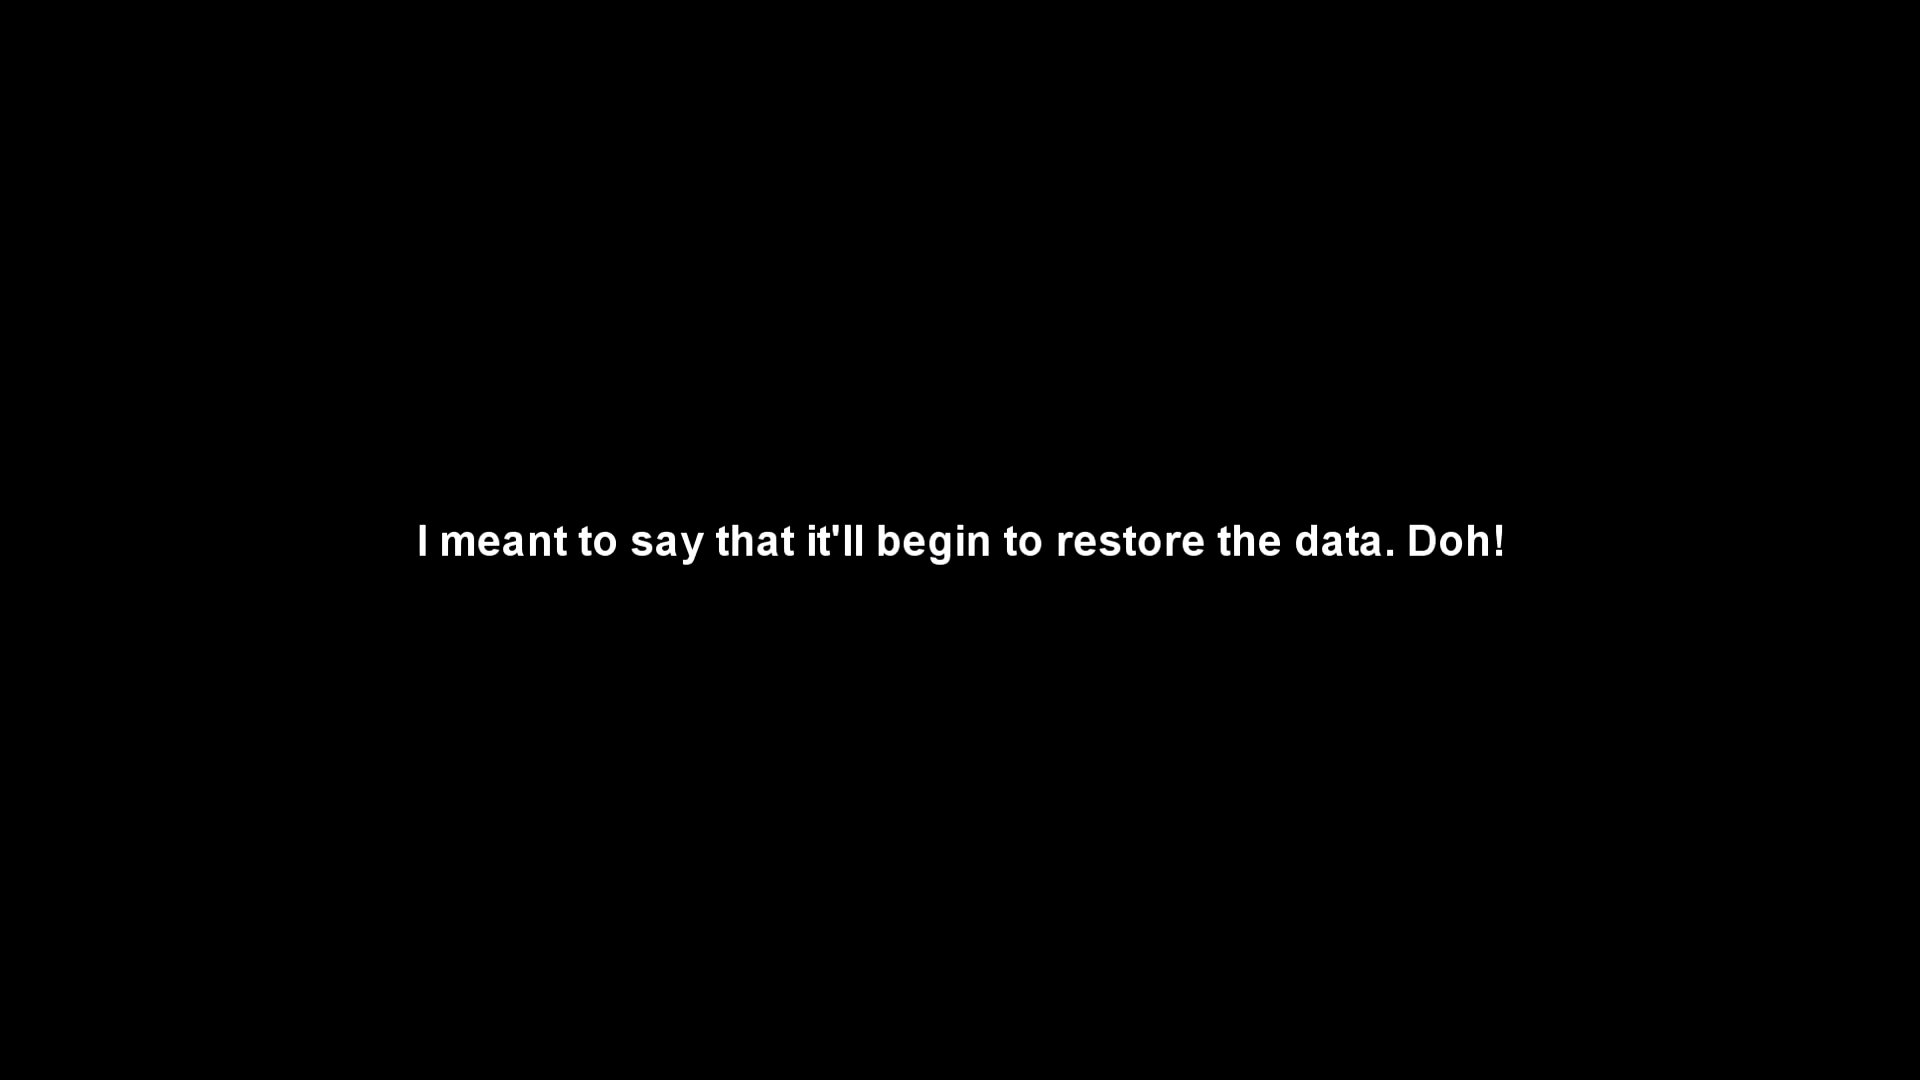 I meant to say that it'll begin to restore the data. Doh!